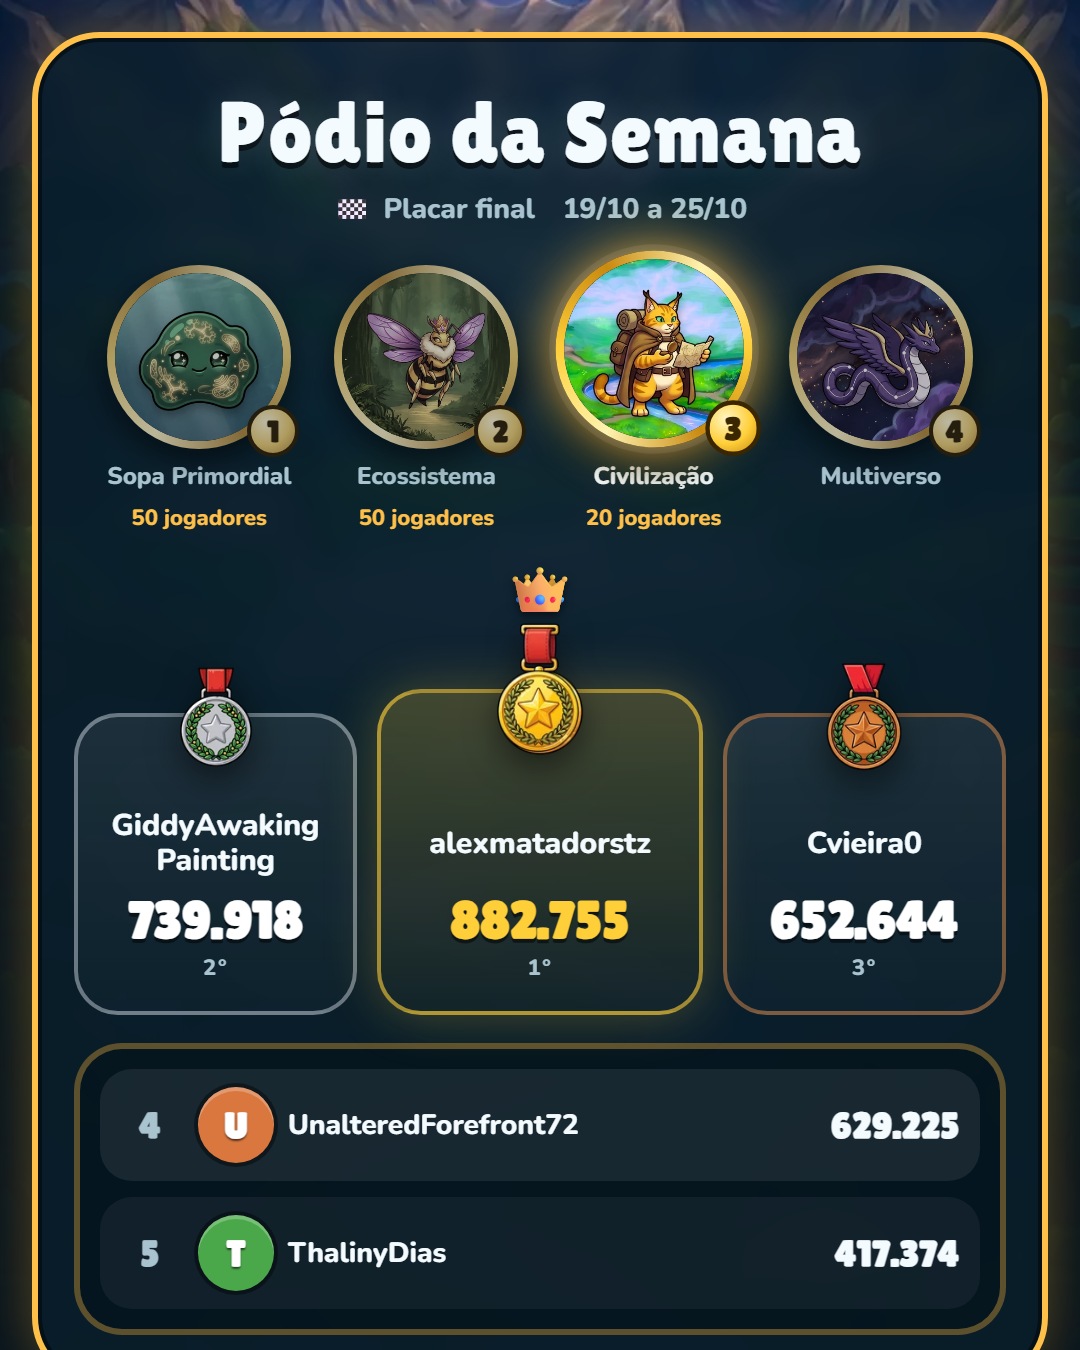 Pódio da Semana
Placar final 19/10 a 25/10
1 2 3 4
Sopa Primordial Ecossistema Civilização Multiverso
50 jogadores 50 jogadores 20 jogadores
GiddyAwaking
Painting
739.918
2°
alexmatadorstz
882.755
1°
Cvieira0
652.644
3°
4 U UnalteredForefront72 629.225
5 T ThalinyDias 417.374